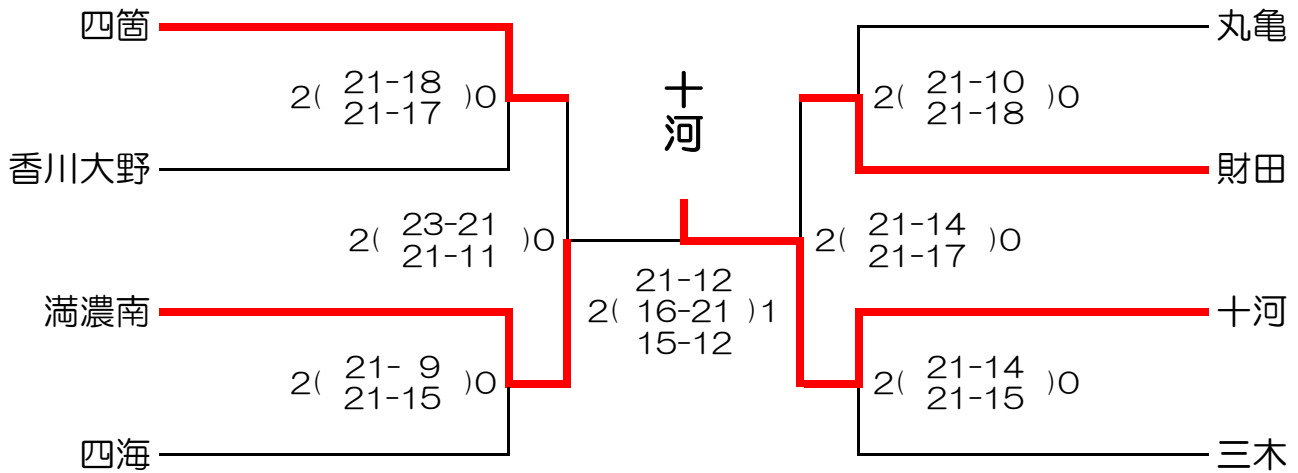 四箇
2( 21-18 )0
21-17
香川大野
2( 23-21 )0
21-11
満濃南
2( 21- 9 )0
21-15
四海
十河
21-12
2( 16-21 )1
15-12
丸亀
2( 21-10 )0
21-18
財田
2( 21-14 )0
21-17
十河
2( 21-14 )0
21-15
三木